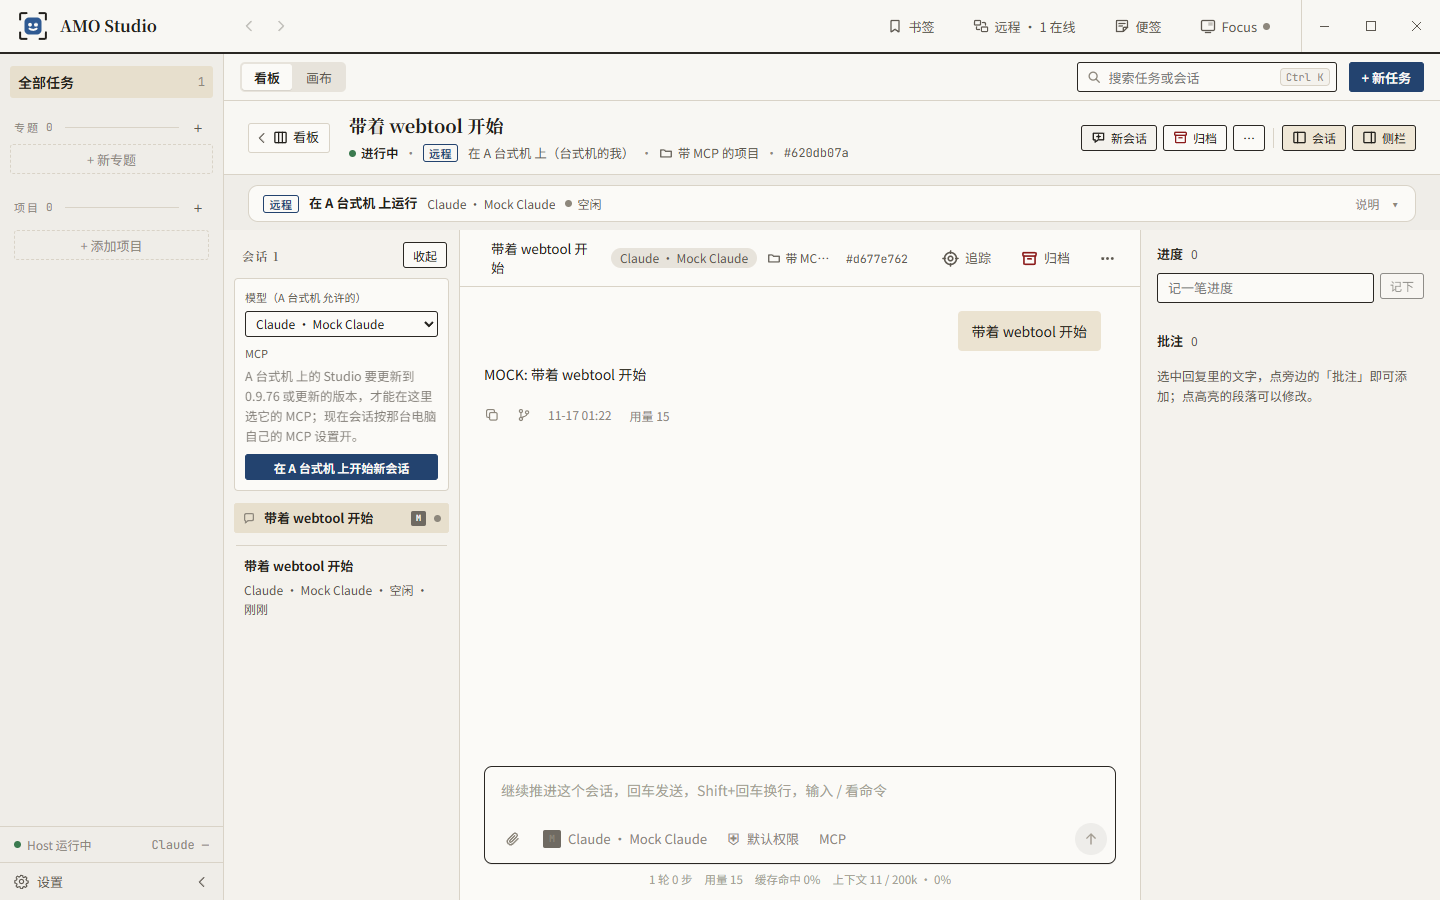 AMO Studio
书签
远程 · 1 在线
便签
Focus
全部任务 1
专题 0
+ 新专题
项目 0
+ 添加项目
Host 运行中 Claude —
设置
看板 画布
搜索任务或会话 Ctrl K
+ 新任务
看板
带着 webtool 开始
进行中 · 远程 在 A 台式机 上（台式机的我） · 带 MCP 的项目 · #620db07a
新会话 归档 ··· 会话 侧栏
远程 在 A 台式机 上运行 Claude · Mock Claude 空闲 说明
会话 1 收起
模型（A 台式机 允许的）
Claude · Mock Claude
MCP
A 台式机 上的 Studio 要更新到
0.9.76 或更新的版本，才能在这里
选它的 MCP；现在会话按那台电脑
自己的 MCP 设置开。
在 A 台式机 上开始新会话
带着 webtool 开始 M
带着 webtool 开始
Claude · Mock Claude · 空闲 ·
刚刚
带着 webtool 开
始
Claude · Mock Claude 带 MC··· #d677e762 追踪 归档 ···
带着 webtool 开始
MOCK: 带着 webtool 开始
11-17 01:22 用量 15
继续推进这个会话，回车发送，Shift+回车换行，输入 / 看命令
M Claude · Mock Claude 默认权限 MCP
1 轮 0 步 用量 15 缓存命中 0% 上下文 11 / 200k · 0%
进度 0
记一笔进度 记下
批注 0
选中回复里的文字，点旁边的「批注」即可添
加；点高亮的段落可以修改。